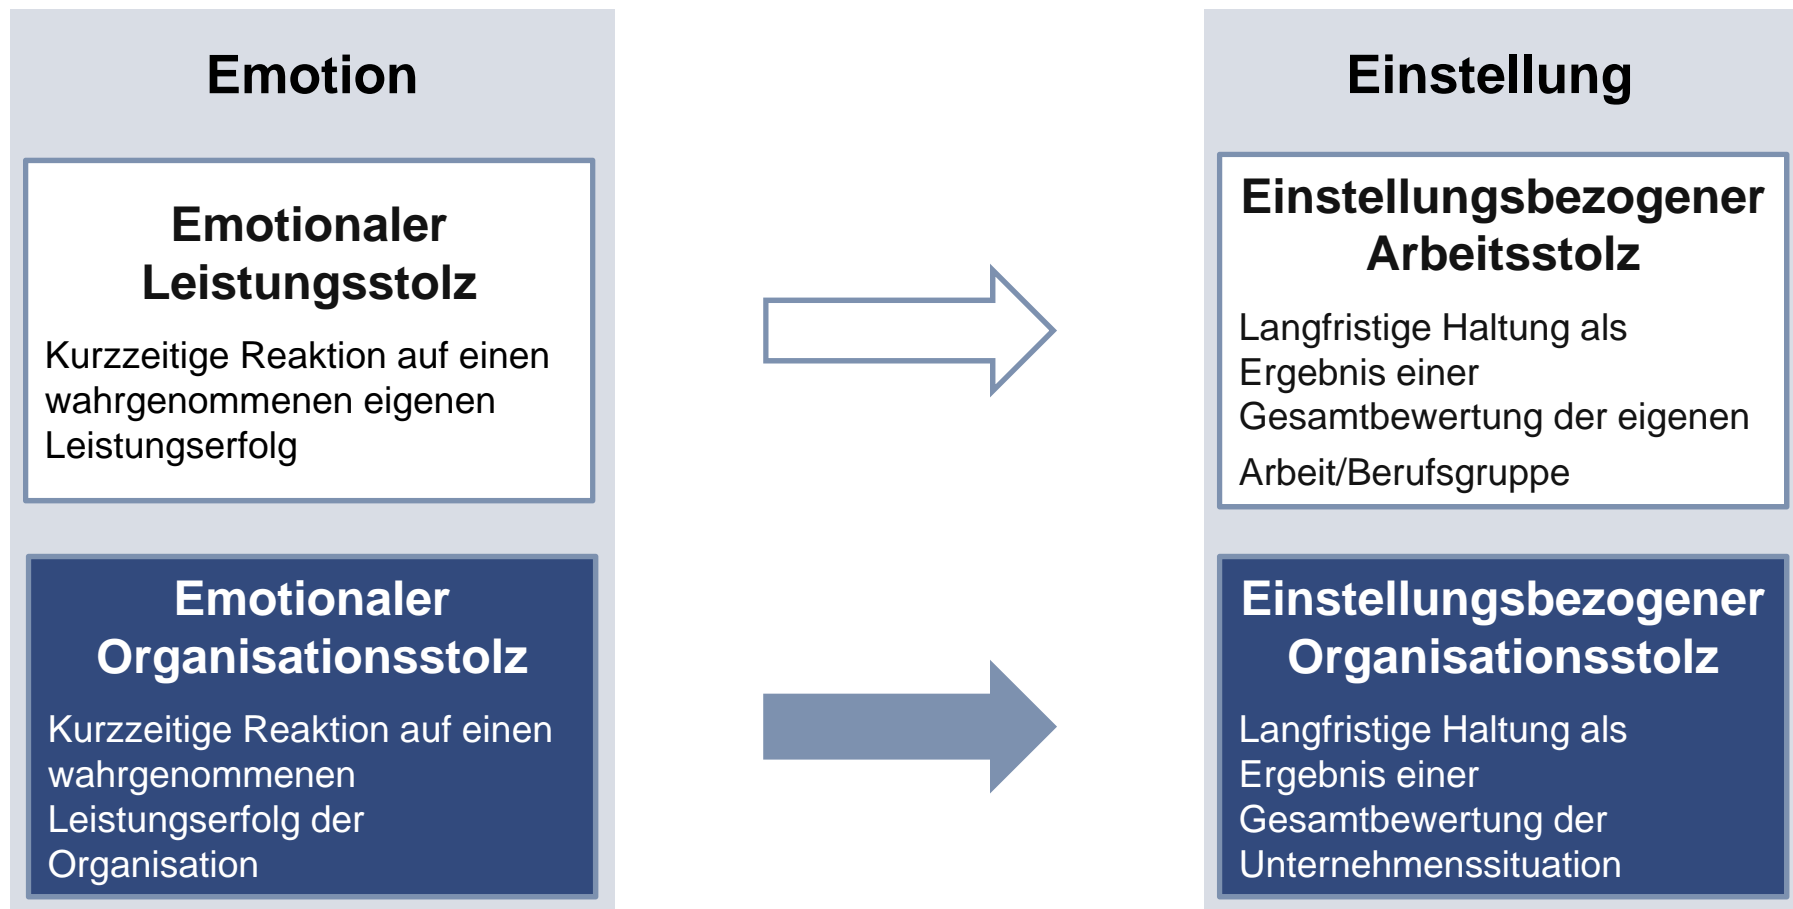 Emotion
Emotionaler
Leistungsstolz
Kurzzeitige Reaktion auf einen
wahrgenommenen eigenen
Leistungserfolg
Emotionaler
Organisationsstolz
Kurzzeitige Reaktion auf einen
wahrgenommenen
Leistungserfolg der
Organisation
Einstellung
Einstellungsbezogener
Arbeitsstolz
Langfristige Haltung als
Ergebnis einer
Gesamtbewertung der eigenen
Arbeit/Berufsgruppe
Einstellungsbezogener
Organisationsstolz
Langfristige Haltung als
Ergebnis einer
Gesamtbewertung der
Unternehmenssituation